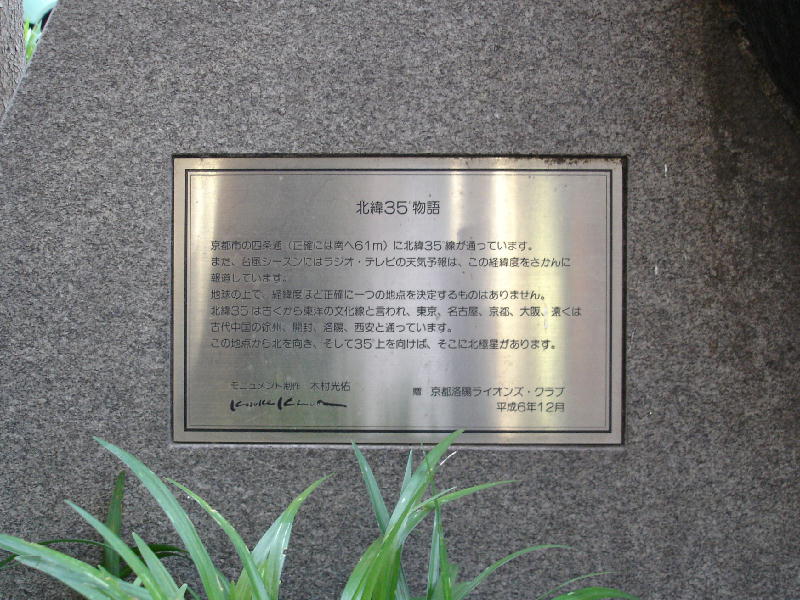 北緯35°物語
京都市の四条通（正確には南へ61m）に北緯35°線が通っています。
また、台風シーズンにはラジオ・テレビの天気予報は、この経緯度をさかんに
報道しています。
地球の上で、経緯度ほど正確に一つの地点を決定するものはありません。
北緯35°は古くから東洋の文化線と言われ、東京、名古屋、京都、大阪、遠くは
古代中国の徐州、開封、洛陽、西安と通っています。
この地点から北を向き、そして35°上を向けば、そこに北極星があります。
モニュメント制作 木村光佑
贈 京都洛陽ライオンズ・クラブ
平成6年12月